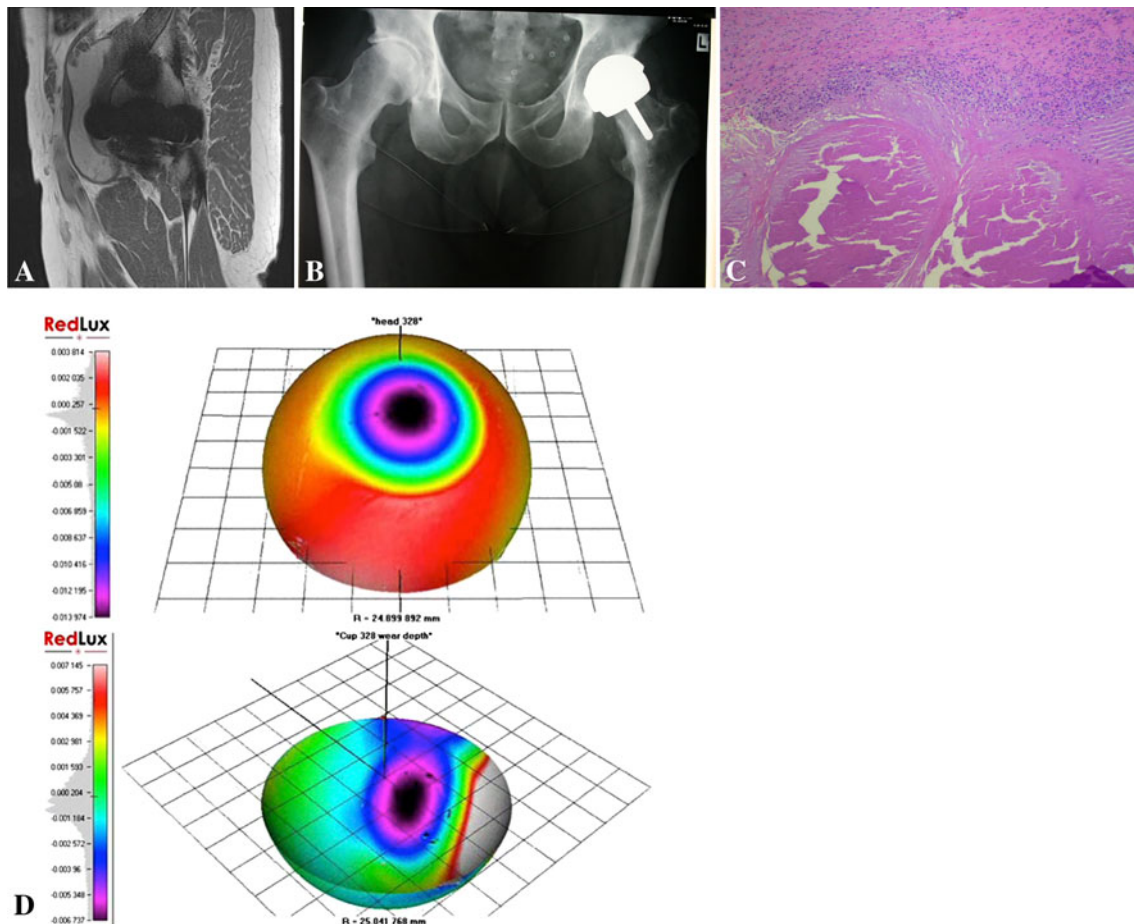 A
B
L
C
RedLux
0.003 814
0.002 035
0.000 257
-0.001 522
-0.003 301
-0.005 08
-0.006 859
-0.008 637
-0.010 416
-0.012 195
-0.013 974
"head 328"
R = 24.899 892 mm
RedLux
0.007 145
0.005 757
0.004 369
0.002 981
0.001 593
0.000 204
-0.001 184
-0.002 572
-0.003 96
-0.005 348
-0.006 737
"Cup 328 wear depth"
R = 25.041 768 mm
D